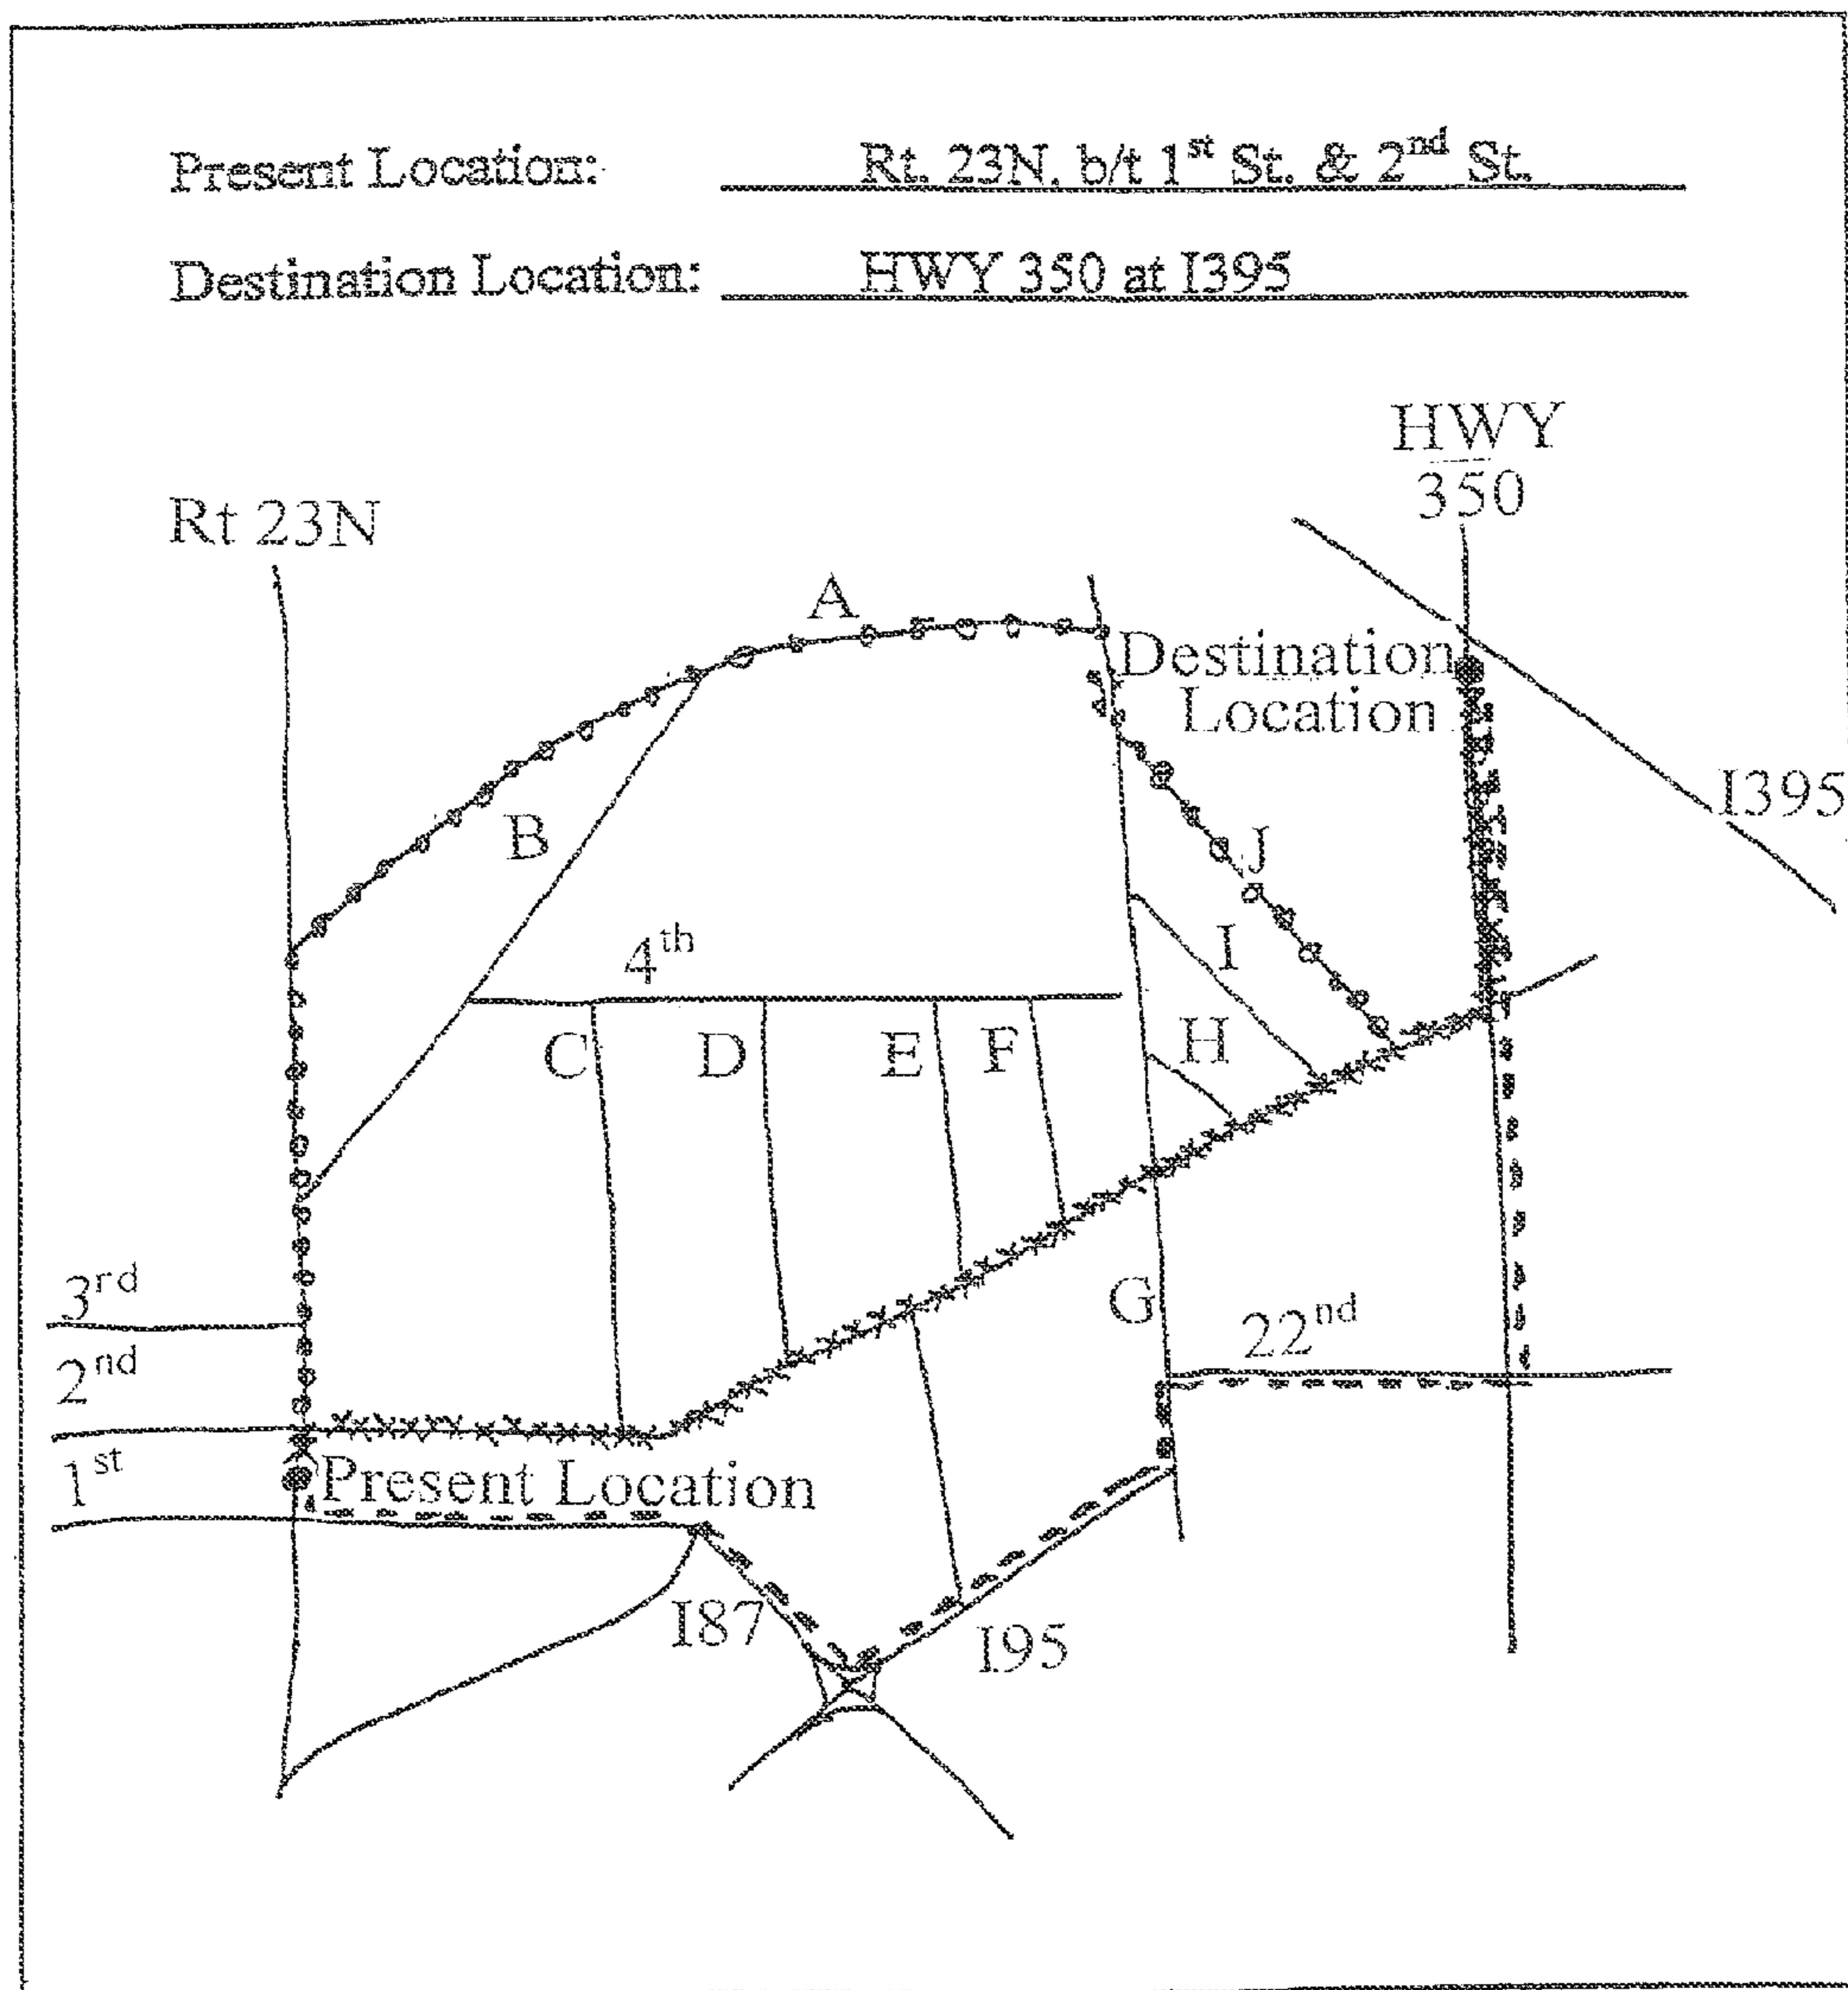 Present Location: Rt. 23N. b/t 1st St. & 2nd St.
Destination Location: HWY 350 at I395
HWY
350
Rt 23N
A
Destination
Location
I395
B
J
4th
I
C
D
E
F
H
3rd
G
22nd
2nd
1st
Present Location
I87
I95